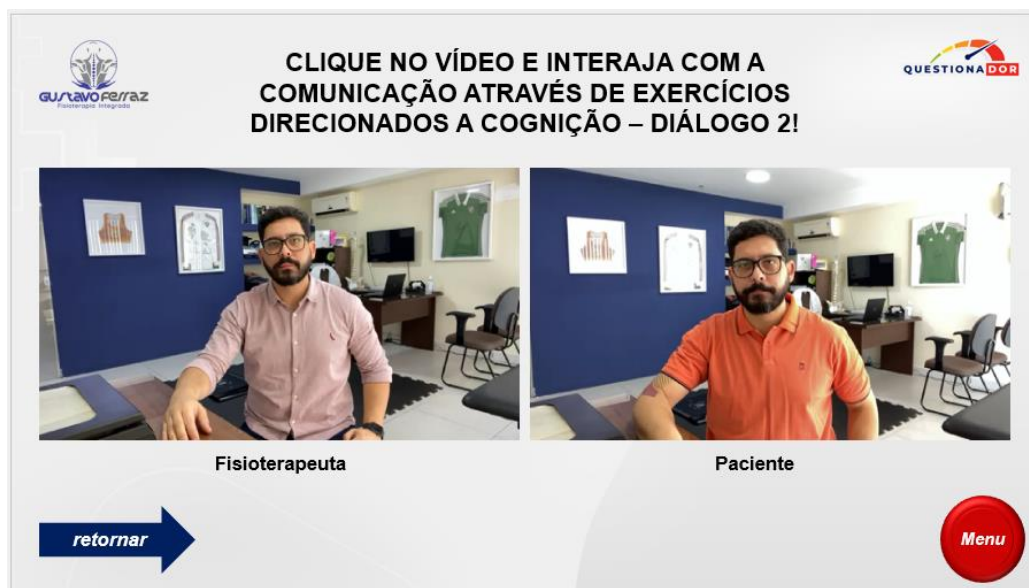 GUSTAVO FERRAZ
Fisioterapia Integrada
CLIQUE NO VÍDEO E INTERAJA COM A
COMUNICAÇÃO ATRAVÉS DE EXERCÍCIOS
DIRECIONADOS A COGNIÇÃO – DIÁLOGO 2!
QUESTIONADOR
Fisioterapeuta
Paciente
retornar
Menu